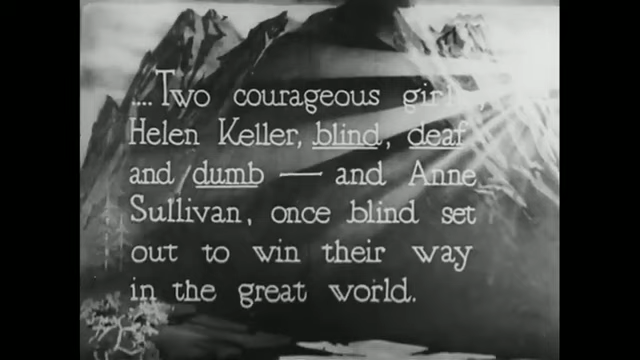 ....Two courageous girls,
Helen Keller, blind, deaf
and dumb — and Anne
Sullivan, once blind set
out to win their way
in the great world.